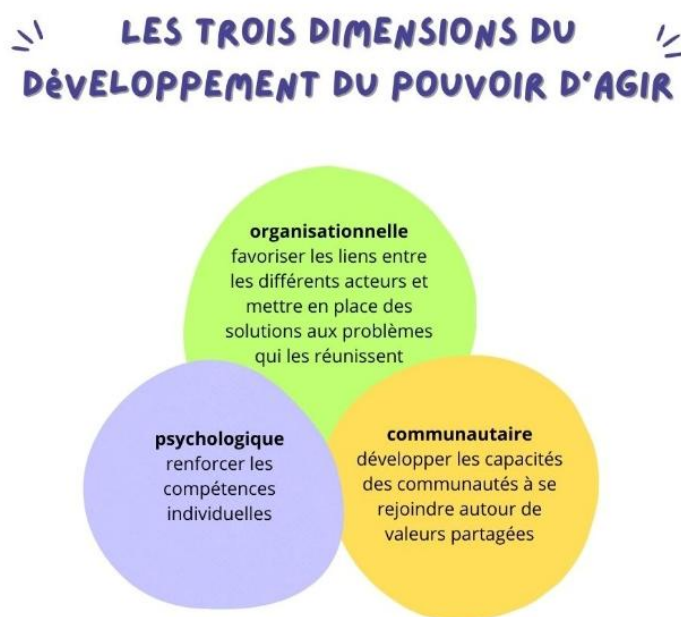 LES TROIS DIMENSIONS DU
DéVELOPPEMENT DU POUVOIR D'AGIR
organisationnelle
favoriser les liens entre
les différents acteurs et
mettre en place des
solutions aux problèmes
qui les réunissent
psychologique
renforcer les
compétences
individuelles
communautaire
développer les capacités
des communautés à se
rejoindre autour de
valeurs partagées